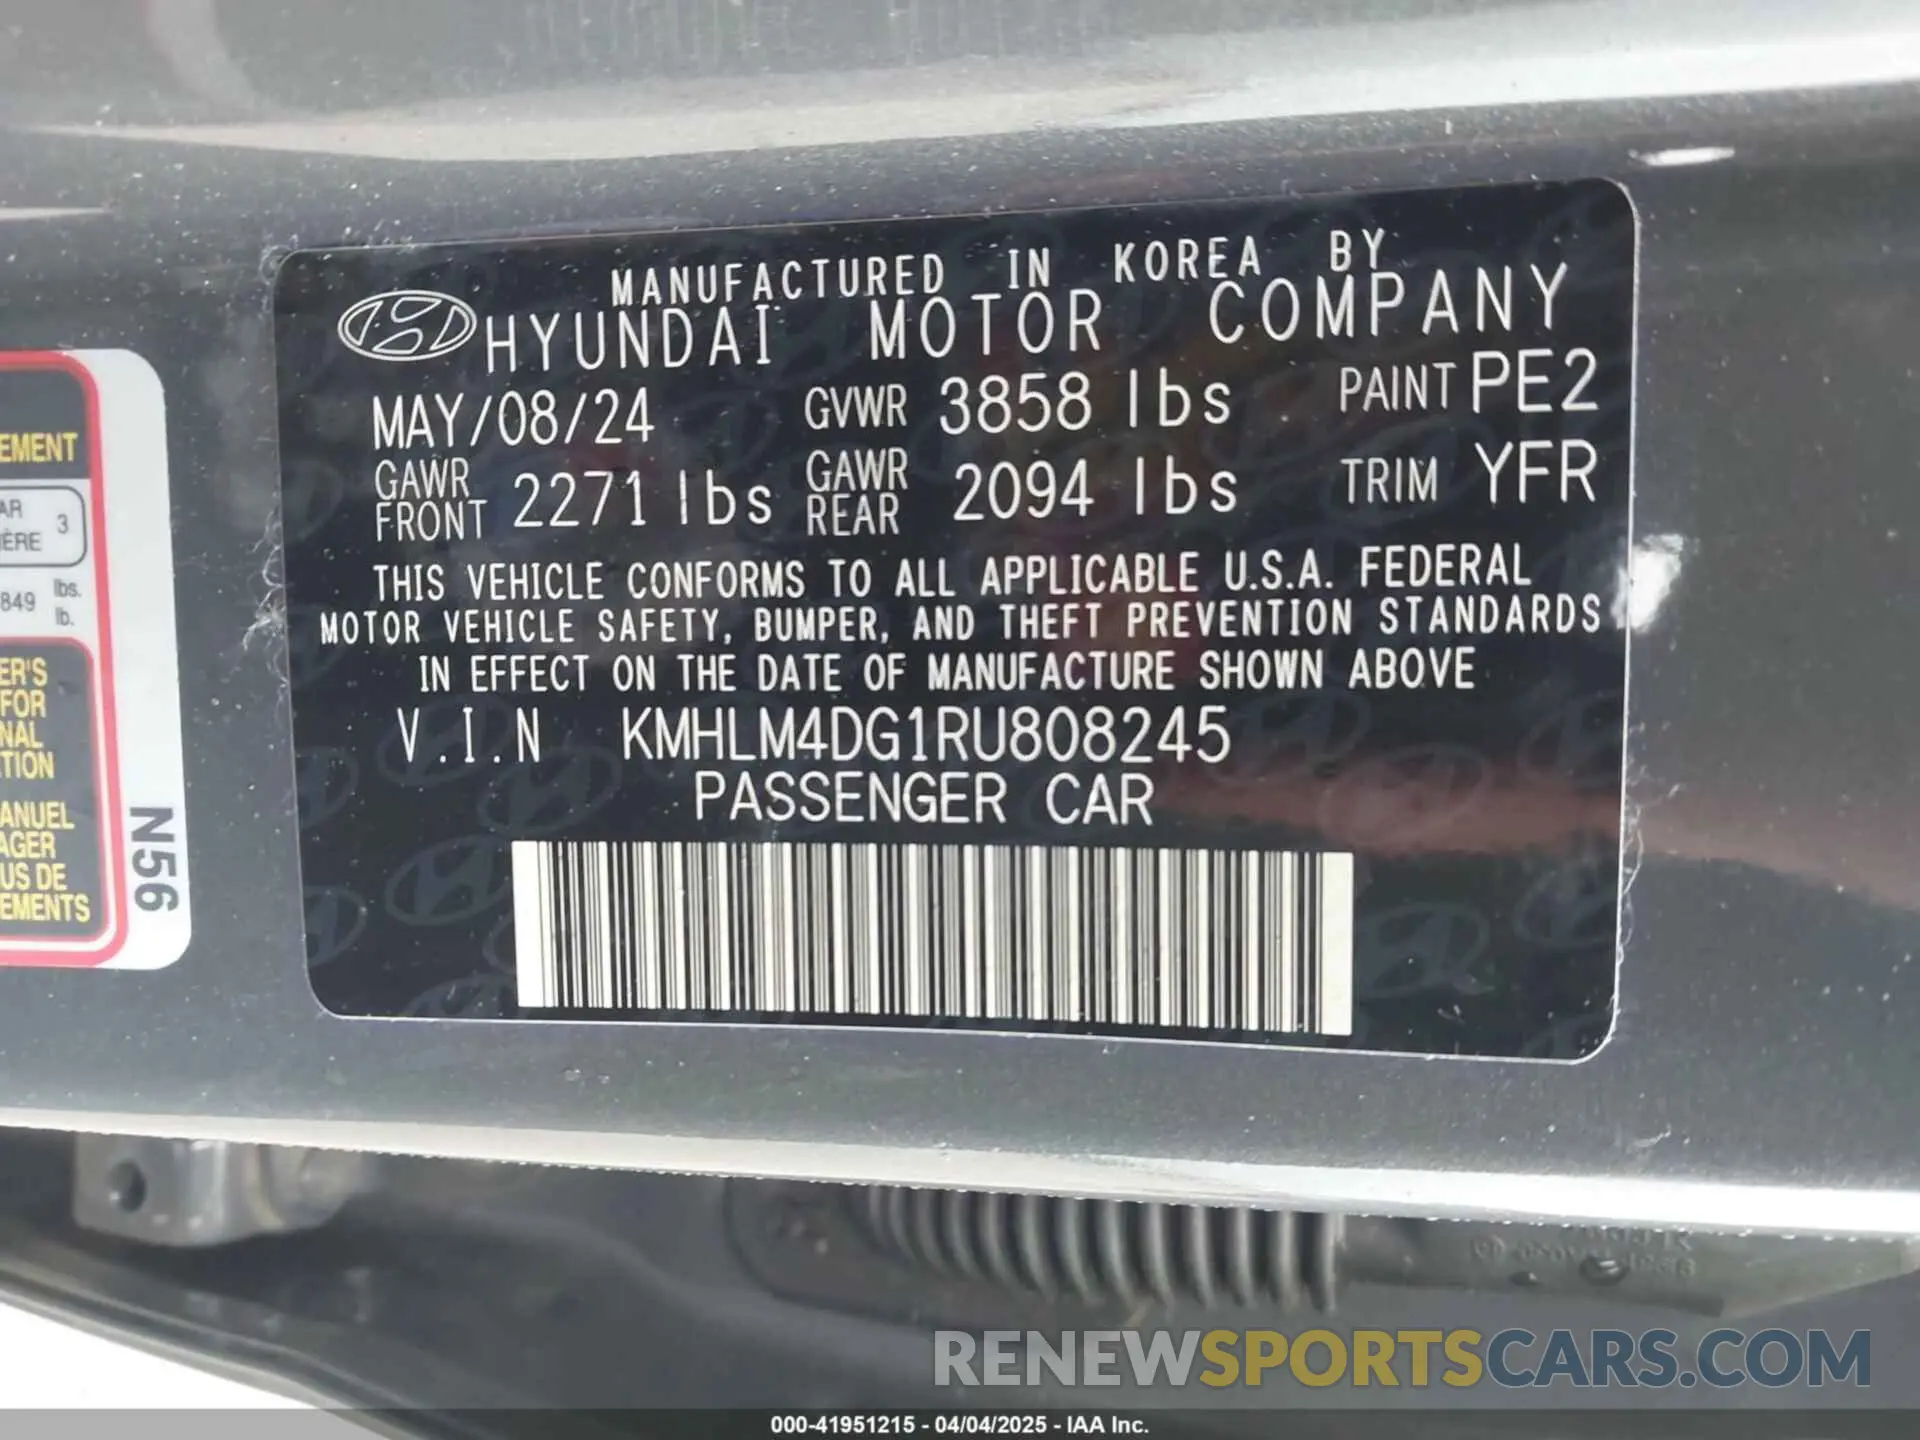 MANUFACTURED IN KOREA BY
HYUNDAI MOTOR COMPANY
MAY/08/24 GVWR 3858 lbs PAINT PE2
GAWR FRONT 2271 lbs GAWR REAR 2094 lbs TRIM YFR
THIS VEHICLE CONFORMS TO ALL APPLICABLE U.S.A. FEDERAL
MOTOR VEHICLE SAFETY, BUMPER, AND THEFT PREVENTION STANDARDS
IN EFFECT ON THE DATE OF MANUFACTURE SHOWN ABOVE
V.I.N KMHLM4DG1RU808245
PASSENGER CAR
EMENT
AR
IÈRE 3
849 lbs.
lb.
ER'S
FOR
NAL
TION
ANUEL
AGER
US DE
EMENTS
N56
RENEWSPORTSCARS.COM
000-41951215 - 04/04/2025 - IAA Inc.